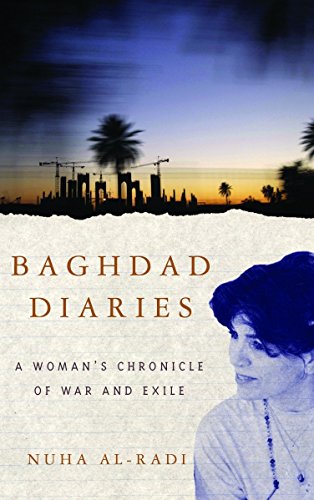 BAGHDAD
DIARIES
A WOMAN'S CHRONICLE
OF WAR AND EXILE
NUHA AL-RADI